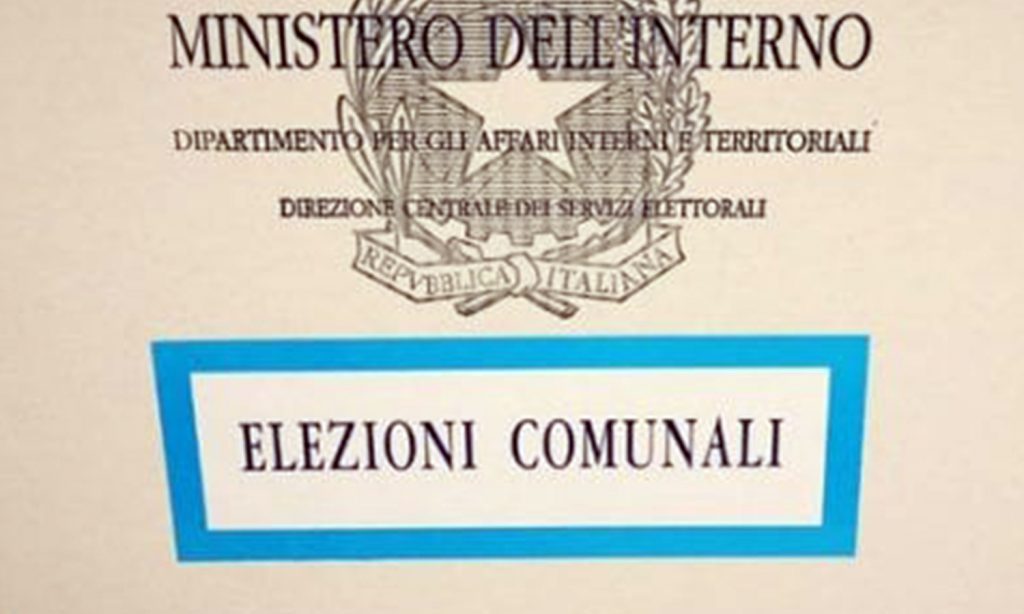 MINISTERO DELL'INTERNO
DIPARTIMENTO PER GLI AFFARI INTERNI E TERRITORIALI
DIREZIONE CENTRALE DEI SERVIZI ELETTORALI
REPVBBLICA ITALIANA
ELEZIONI COMUNALI